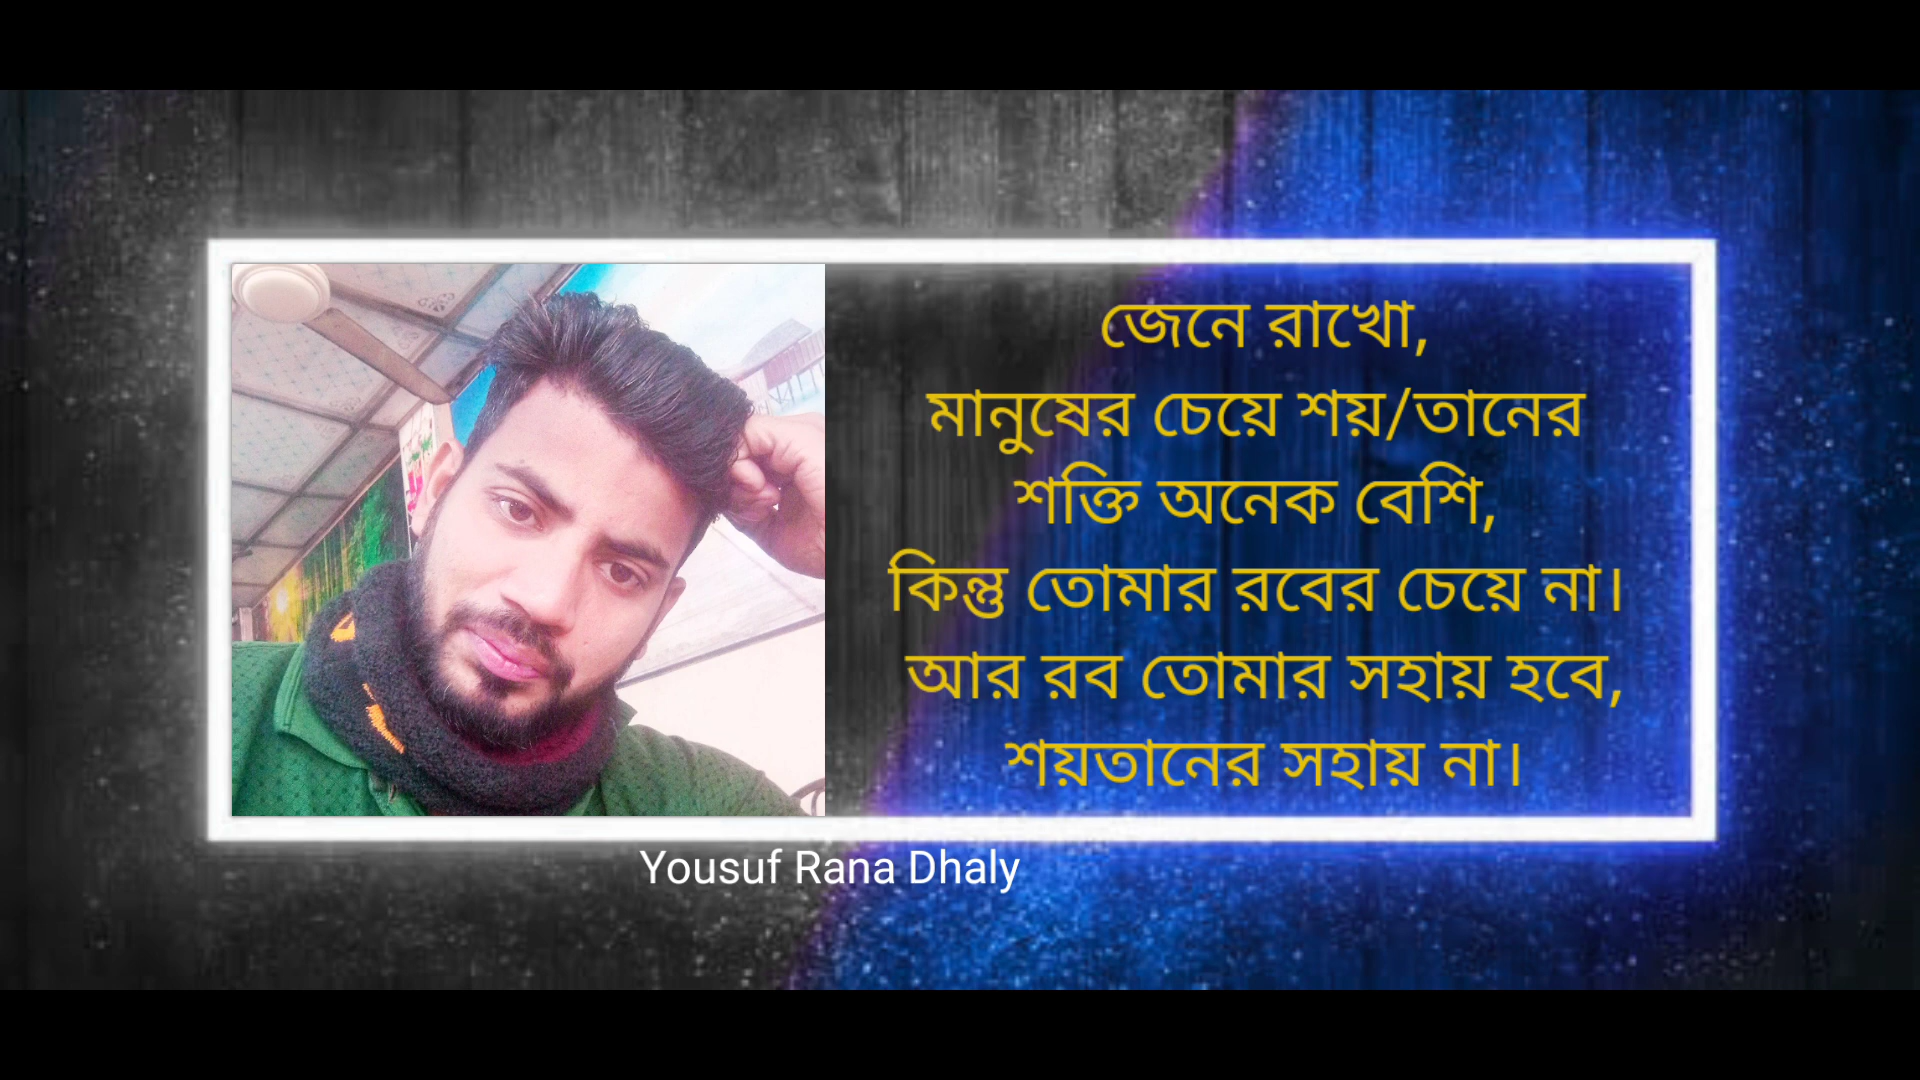 জেনে রাখো,
মানুষের চেয়ে শয়/তানের
শক্তি অনেক বেশি,
কিন্তু তোমার রবের চেয়ে না।
আর রব তোমার সহায় হবে,
শয়তানের সহায় না।
Yousuf Rana Dhaly